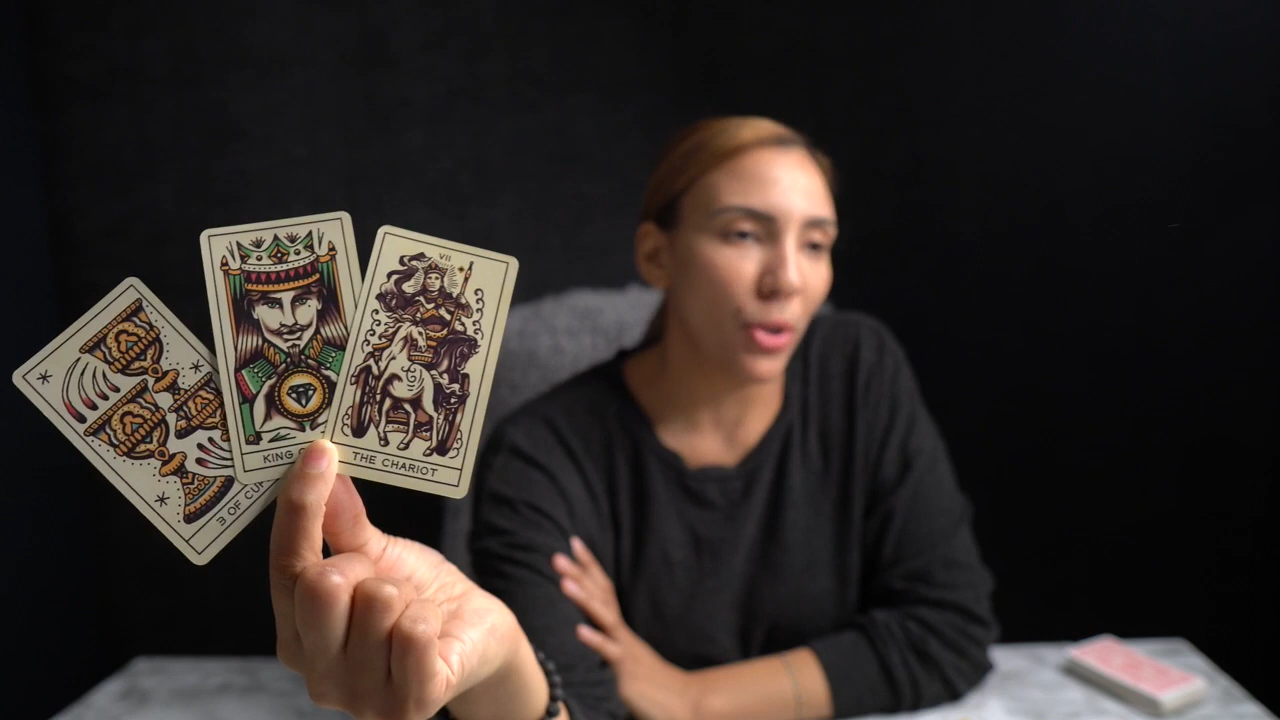 3 OF CUP
KING
VII
THE CHARIOT